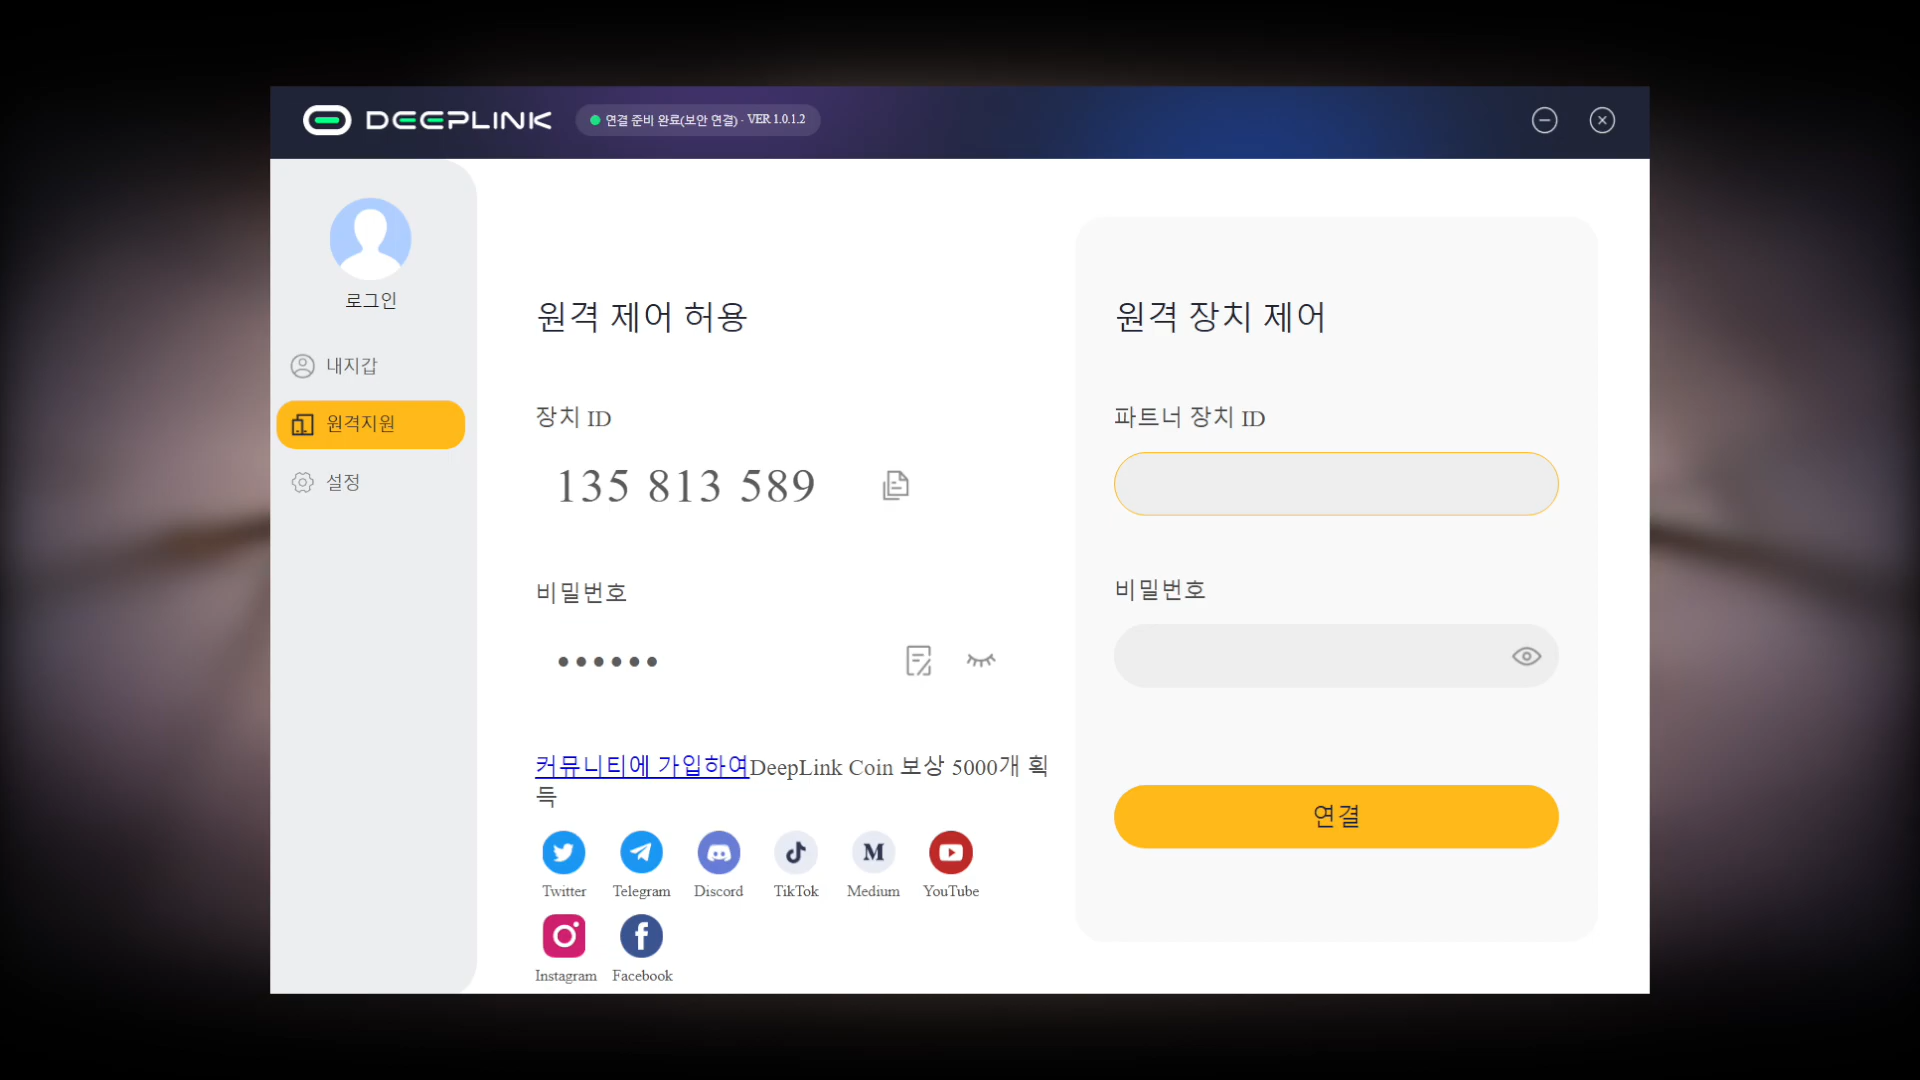 DEEPLINK
연결 준비 완료(보안 연결) - VER 1.0.1.2
로그인
내지갑
원격지원
설정
원격 제어 허용
장치 ID
135 813 589
비밀번호
••••••
커뮤니티에 가입하여DeepLink Coin 보상 5000개 획
득
Twitter
Telegram
Discord
TikTok
M
Medium
YouTube
Instagram
Facebook
원격 장치 제어
파트너 장치 ID
비밀번호
연결